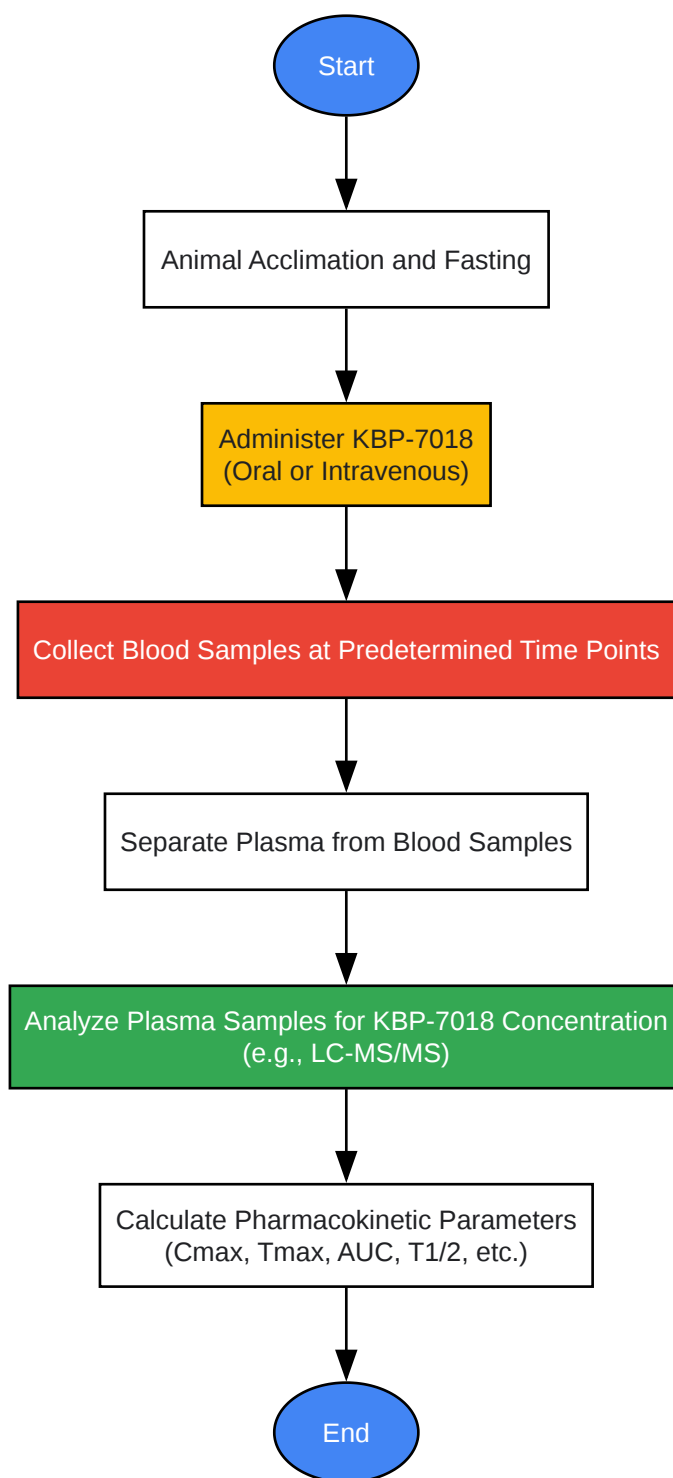 Start
Animal Acclimation and Fasting
Administer KBP-7018
(Oral or Intravenous)
Collect Blood Samples at Predetermined Time Points
Separate Plasma from Blood Samples
Analyze Plasma Samples for KBP-7018 Concentration
(e.g., LC-MS/MS)
Calculate Pharmacokinetic Parameters
(Cmax, Tmax, AUC, T1/2, etc.)
End